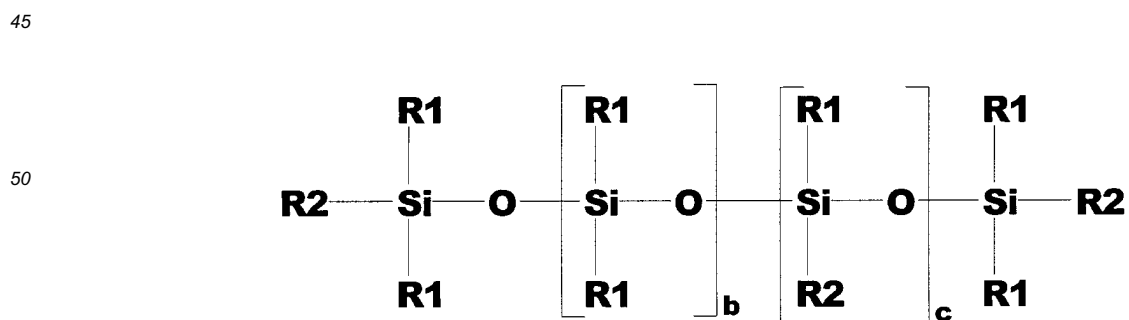 45
R1 R1 R1 R1
50
R2 Si O Si O Si O Si R2
R1 R1 R2 R1
b c